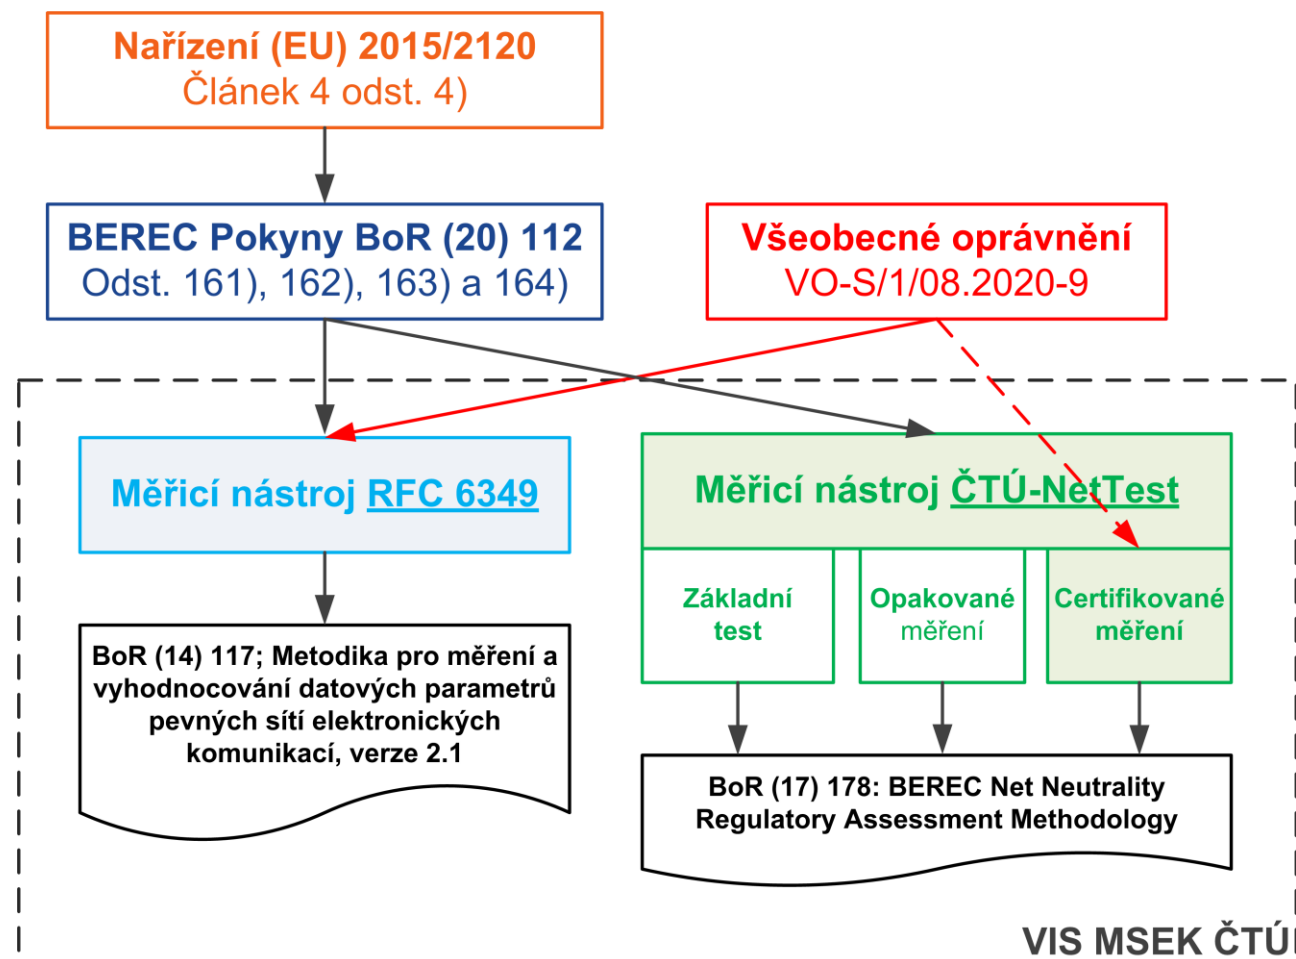 Nařízení (EU) 2015/2120
Článek 4 odst. 4)
BEREC Pokyny BoR (20) 112
Odst. 161), 162), 163) a 164)
Všeobecné oprávnění
VO-S/1/08.2020-9
Měřicí nástroj RFC 6349
Měřicí nástroj ČTÚ-NetTest
Základní
test
Opakované
měření
Certifikované
měření
BoR (14) 117; Metodika pro měření a
vyhodnocování datových parametrů
pevných sítí elektronických
komunikací, verze 2.1
BoR (17) 178: BEREC Net Neutrality
Regulatory Assessment Methodology
VIS MSEK ČTÚ